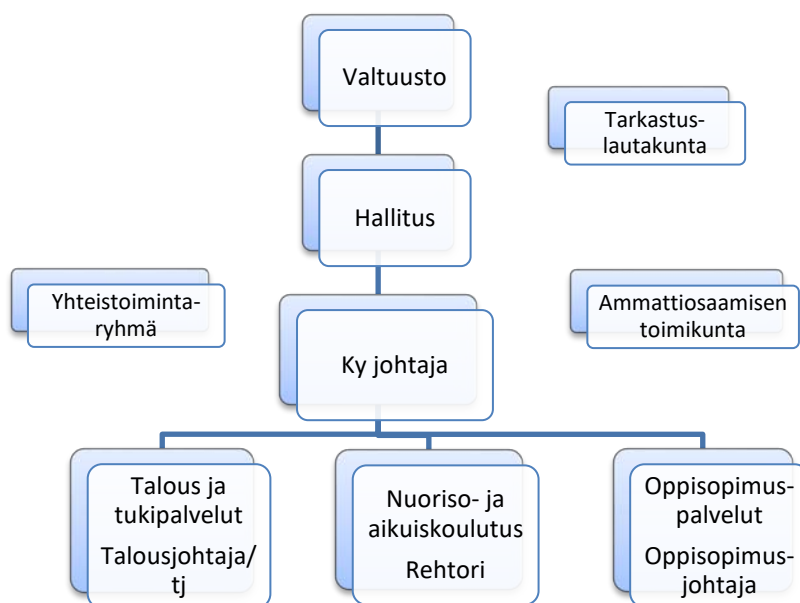 Valtuusto
Tarkastus-
lautakunta
Hallitus
Yhteistoiminta-
ryhmä
Ammattiosaamisen
toimikunta
Ky johtaja
Talous ja
tukipalvelut
Talousjohtaja/
tj
Nuoriso- ja
aikuiskoulutus
Rehtori
Oppisopimus-
palvelut
Oppisopimus-
johtaja